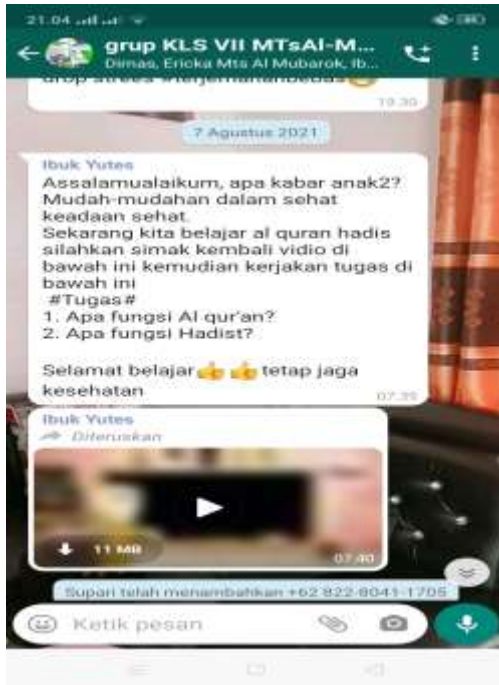 21.04
grup KLS VII MTsAl-M...
Dimas, Ericka Mts Al Mubarok, Ib...
19.30
7 Agustus 2021
Ibuk Yutes
Assalamualaikum, apa kabar anak2?
Mudah-mudahan dalam sehat
keadaan sehat.
Sekarang kita belajar al quran hadis
silahkan simak kembali vidio di
bawah ini kemudian kerjakan tugas di
bawah ini
#Tugas#
1. Apa fungsi Al qur'an?
2. Apa fungsi Hadist?
Selamat belajar👍👍 tetap jaga
kesehatan
07.39
Ibuk Yutes
Diteruskan
11 MB
07.40
Supari telah menambahkan +62 822-8041-1705
Ketik pesan